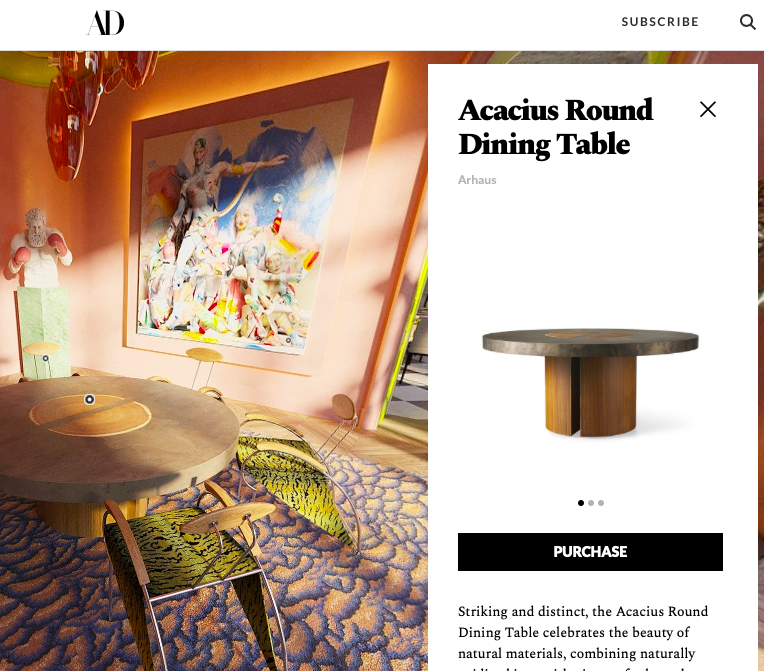 AD
SUBSCRIBE
Acacius Round
Dining Table
Arhaus
PURCHASE
Striking and distinct, the Acacius Round
Dining Table celebrates the beauty of
natural materials, combining naturally